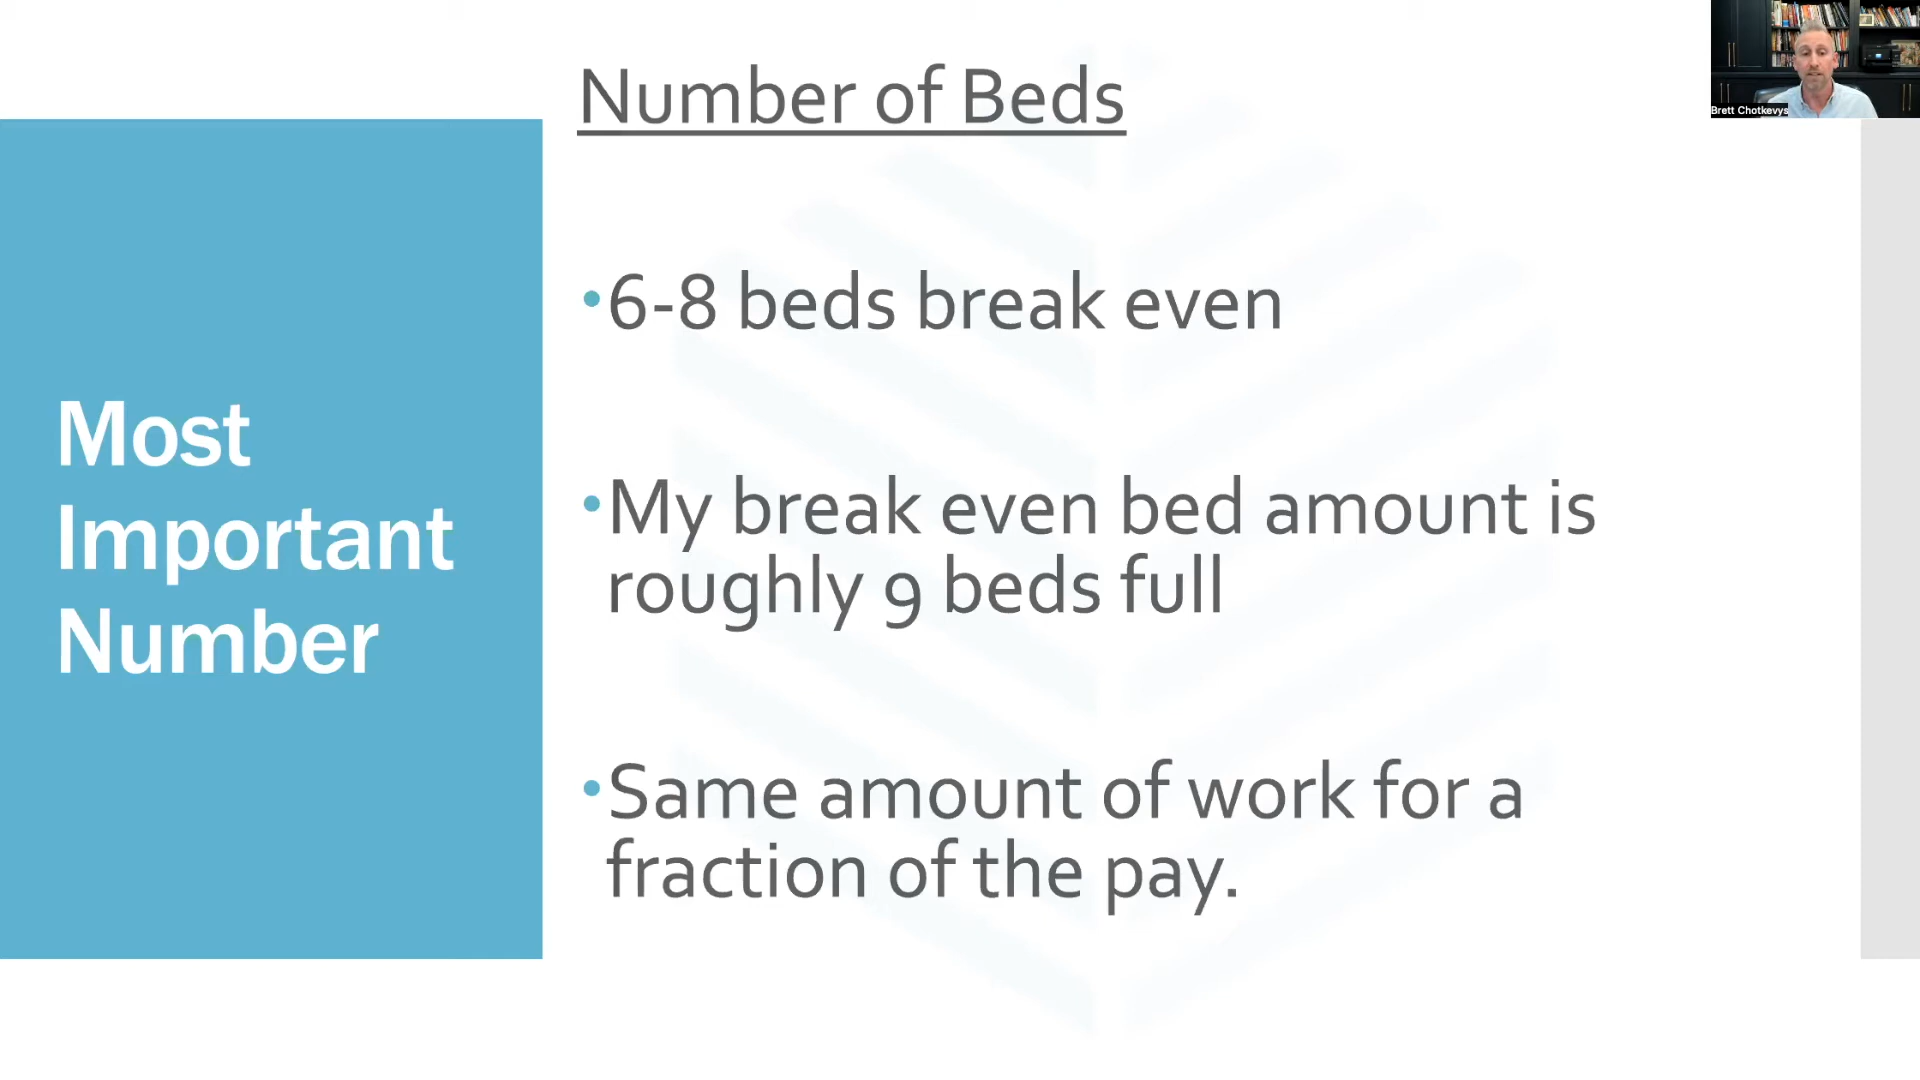 Number of Beds
Most
Important
Number
•6-8 beds break even
•My break even bed amount is
roughly 9 beds full
•Same amount of work for a
fraction of the pay.
Brett Chotkevys